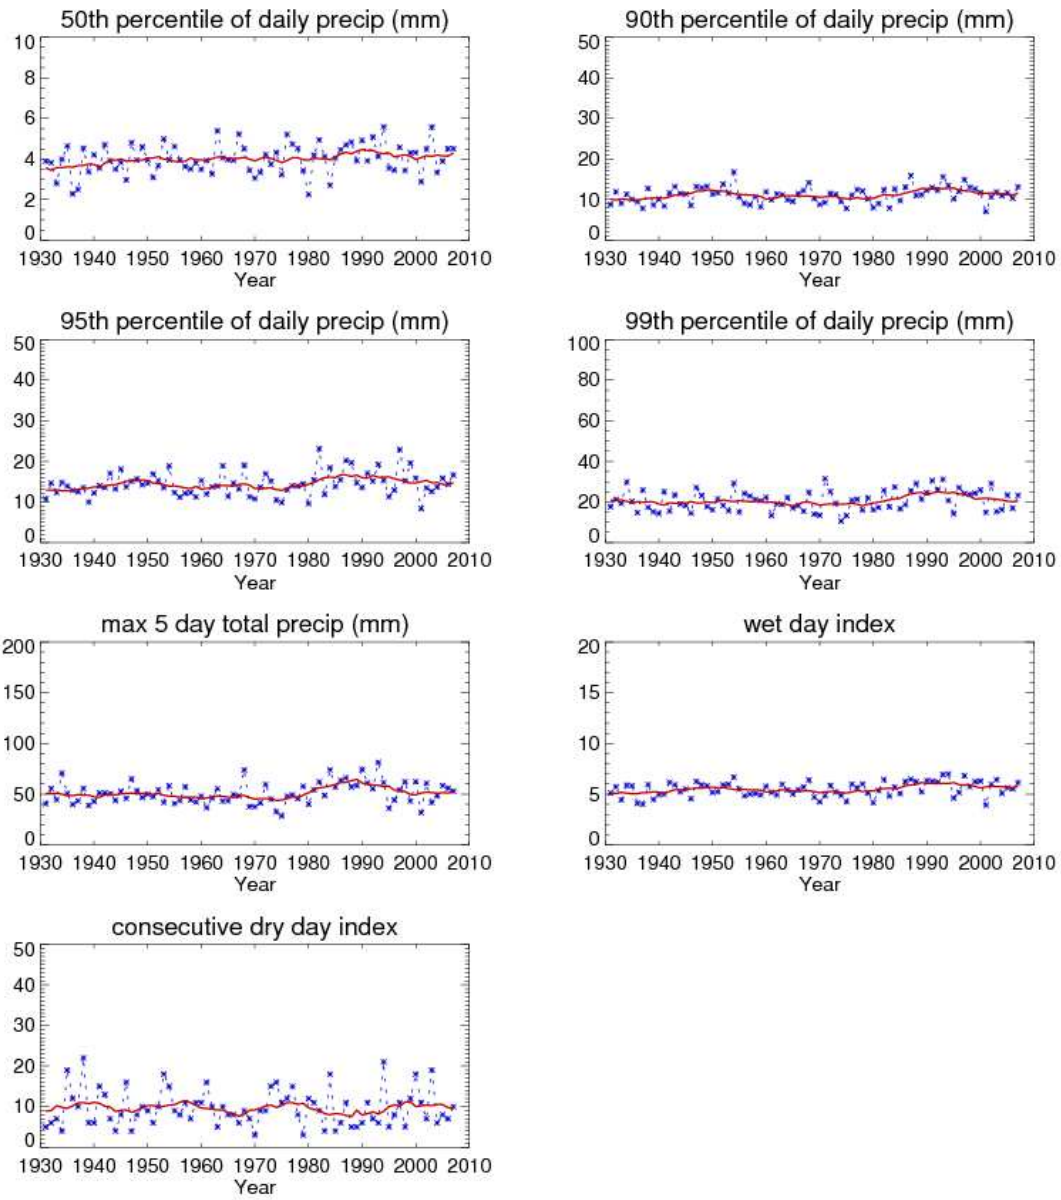 50th percentile of daily precip (mm)
10
8
6
4
2
0
1930 1940 1950 1960 1970 1980 1990 2000 2010
Year
90th percentile of daily precip (mm)
50
40
30
20
10
0
1930 1940 1950 1960 1970 1980 1990 2000 2010
Year
95th percentile of daily precip (mm)
50
40
30
20
10
0
1930 1940 1950 1960 1970 1980 1990 2000 2010
Year
99th percentile of daily precip (mm)
100
80
60
40
20
0
1930 1940 1950 1960 1970 1980 1990 2000 2010
Year
max 5 day total precip (mm)
200
150
100
50
0
1930 1940 1950 1960 1970 1980 1990 2000 2010
Year
wet day index
20
15
10
5
0
1930 1940 1950 1960 1970 1980 1990 2000 2010
Year
consecutive dry day index
50
40
30
20
10
0
1930 1940 1950 1960 1970 1980 1990 2000 2010
Year